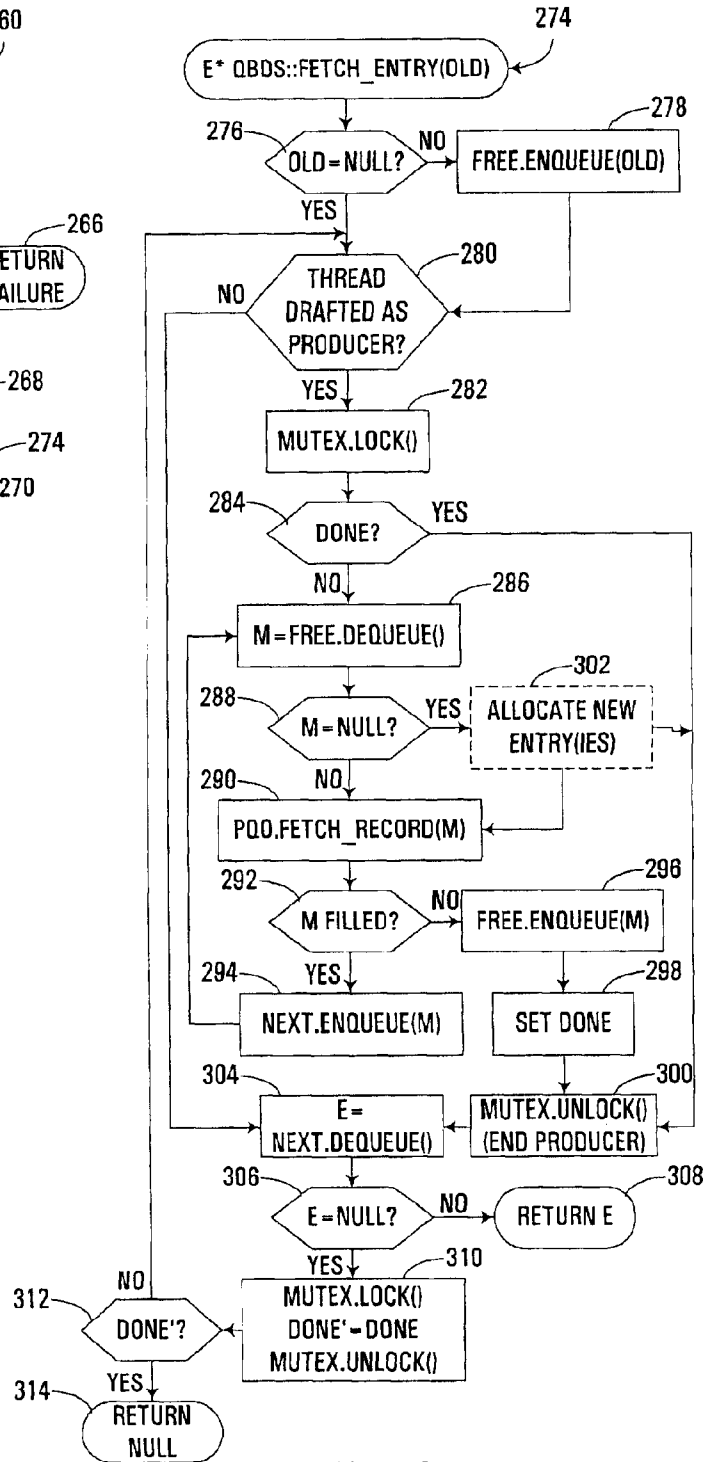 60
274
E* QBDS::FETCH_ENTRY(OLD)
276
278
OLD=NULL?
NO
FREE.ENQUEUE(OLD)
YES
266
ETURN
AILURE
280
NO
THREAD
DRAFTED AS
PRODUCER?
268
YES
282
274
MUTEX.LOCK()
270
284
YES
DONE?
NO
286
M=FREE.DEQUEUE()
302
288
M=NULL?
YES
ALLOCATE NEW
ENTRY(IES)
NO
290
PQO.FETCH_RECORD(M)
292
296
M FILLED?
NO
FREE.ENQUEUE(M)
YES
294
298
NEXT.ENQUEUE(M)
SET DONE
304
300
E=
NEXT.DEQUEUE()
MUTEX.UNLOCK()
(END PRODUCER)
306
308
E=NULL?
NO
RETURN E
YES
310
NO
312
MUTEX.LOCK()
DONE'=DONE
MUTEX.UNLOCK()
DONE'?
YES
314
RETURN
NULL